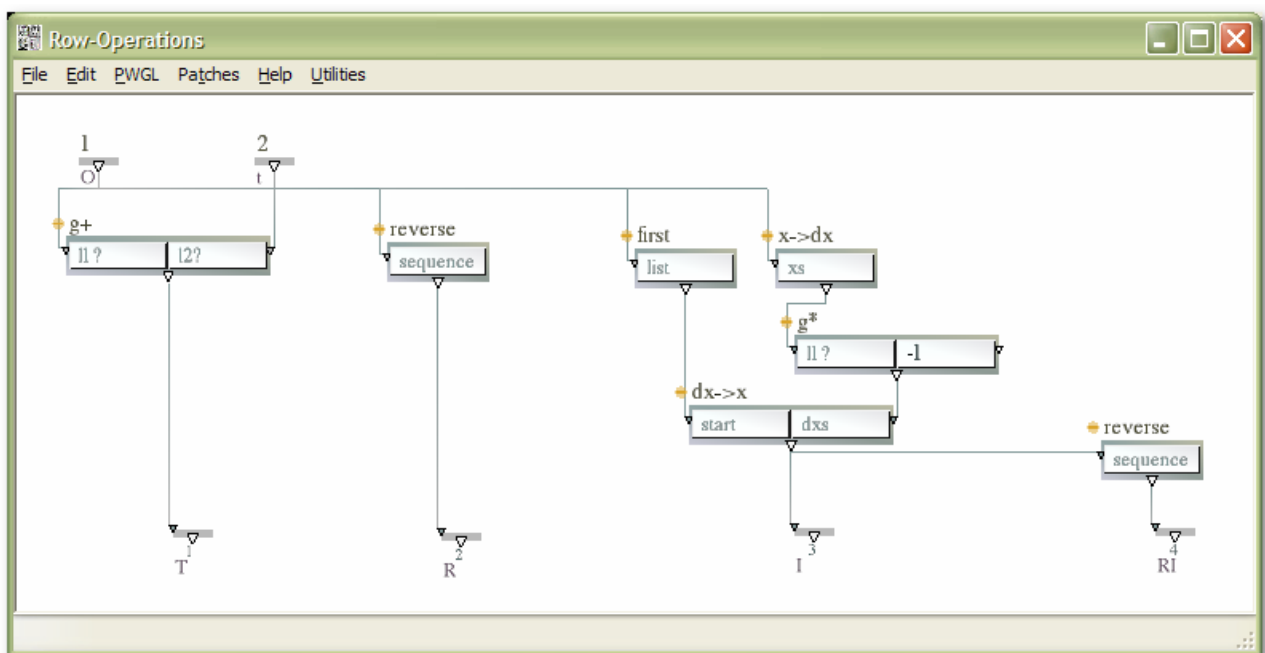 Row-Operations
File Edit PWGL Patches Help Utilities
1 2
O t
g+
l1 ? l2?
reverse
sequence
first
list
x->dx
xs
g*
l1 ? -1
dx->x
start dxs
reverse
sequence
1 2 3 4
T R I RI